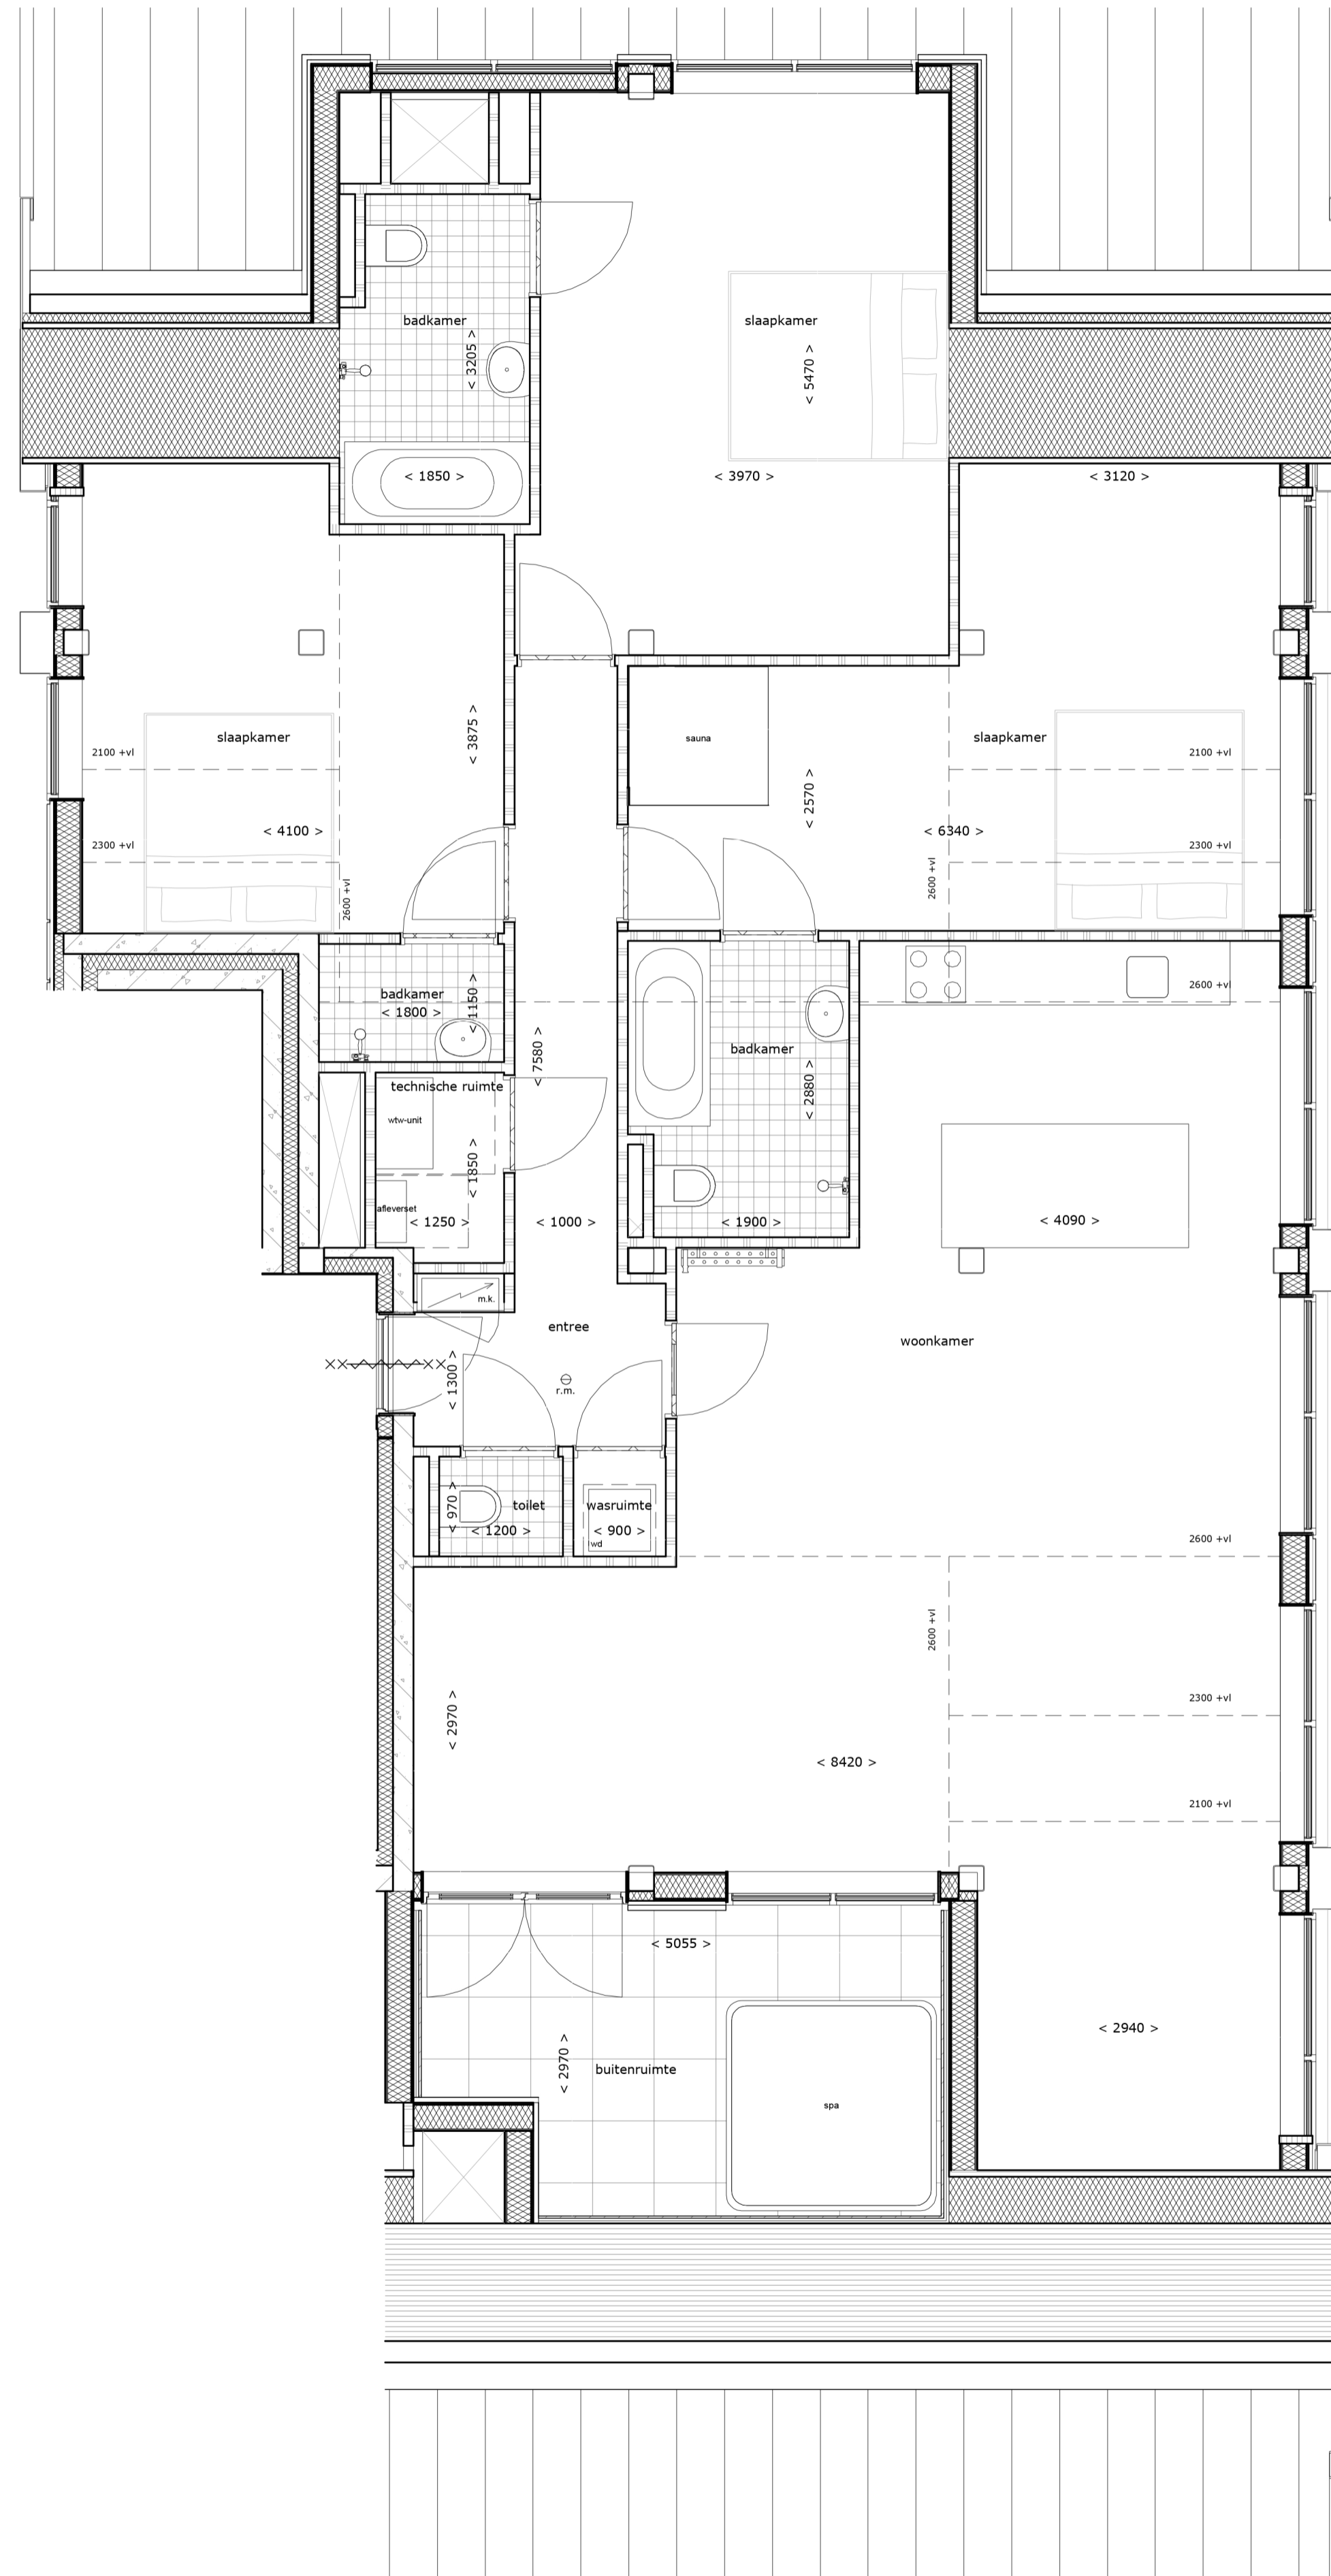 badkamer
slaapkamer
< 3205 >
< 5470 >
< 1850 >
< 3970 >
< 3120 >
slaapkamer
< 3875 >
sauna
slaapkamer
2100 +vl
2100 +vl
< 2570 >
< 4100 >
< 6340 >
2300 +vl
2300 +vl
2600 +vl
2600 +vl
badkamer
< 1150 >
< 1800 >
2600 +vl
< 7580 >
badkamer
technische ruimte
< 2880 >
wtw-unit
< 1850 >
afleverset
< 1250 >
< 1000 >
< 1900 >
< 4090 >
m.k.
entree
woonkamer
< 1300 >
r.m.
toilet
wasruimte
< 970 >
< 1200 >
< 900 >
wd
2600 +vl
2600 +vl
2300 +vl
< 2970 >
< 8420 >
2100 +vl
< 5055 >
< 2940 >
< 2970 >
buitenruimte
spa